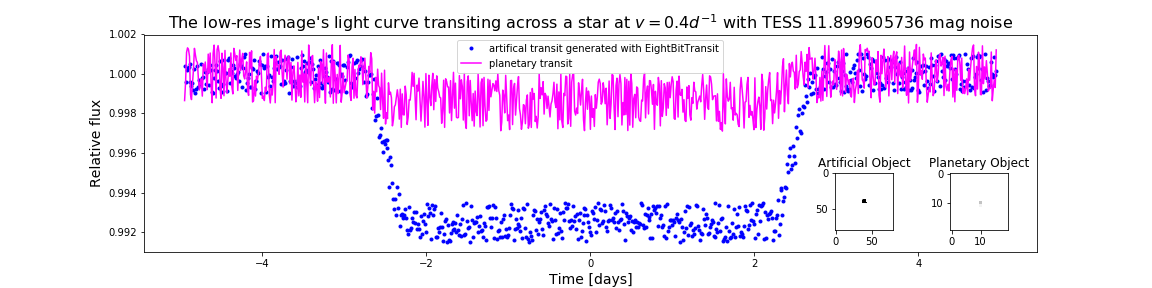 The low-res image's light curve transiting across a star at v = 0.4d⁻¹ with TESS 11.899605736 mag noise
artifical transit generated with EightBitTransit
planetary transit
Relative flux
1.002
1.000
0.998
0.996
0.994
0.992
Artificial Object
Planetary Object
0
50
0 50
0
10
0 10
−4 −2 0 2 4
Time [days]